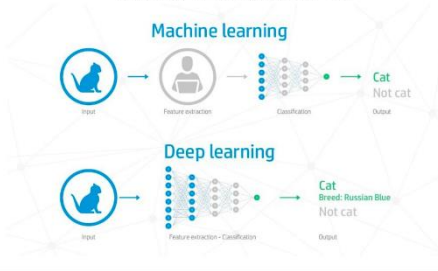 Machine learning
Cat
Not cat
Input
Feature extraction
Classification
Output
Deep learning
Cat
Breed: Russian Blue
Not cat
Input
Feature extraction – Classification
Output